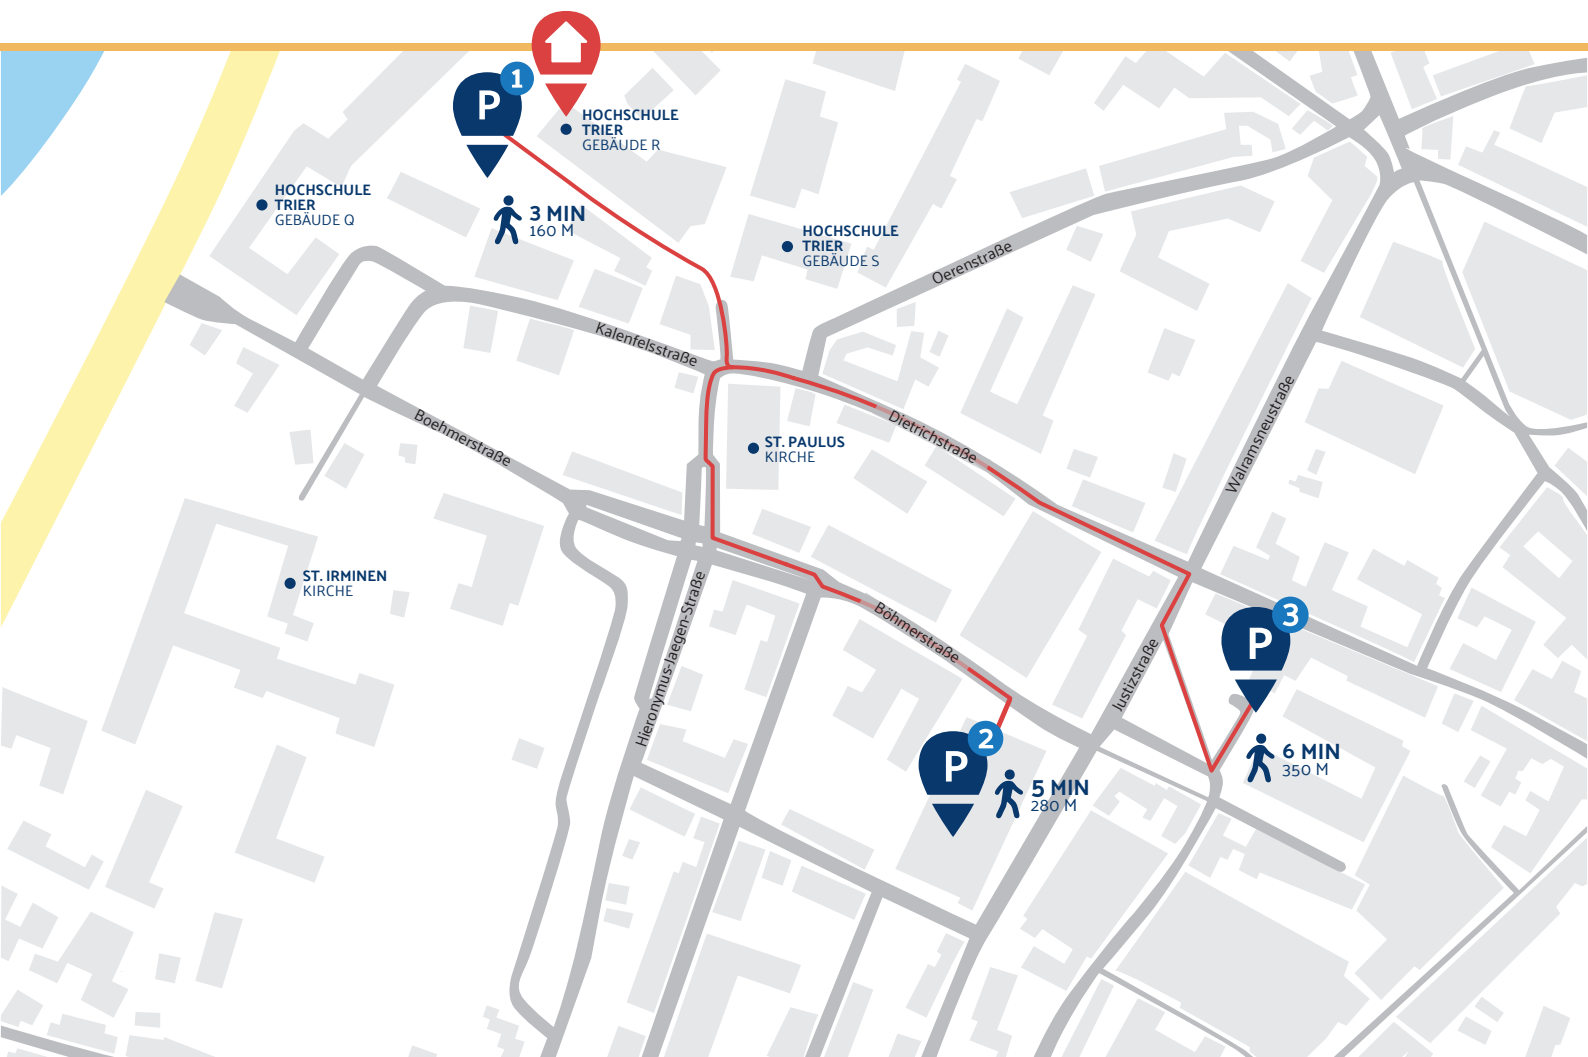 1
P
HOCHSCHULE
TRIER
GEBÄUDE R
HOCHSCHULE
TRIER
GEBÄUDE Q
3 MIN
160 M
HOCHSCHULE
TRIER
GEBÄUDE S
Oerenstraße
Kalenfelsstraße
Boehmerstraße
Dietrichstraße
Walramsneustraße
ST. PAULUS
KIRCHE
ST. IRMINEN
KIRCHE
Hieronymus-Jaegen-Straße
Böhmerstraße
Justizstraße
3
P
2
P
6 MIN
350 M
5 MIN
280 M